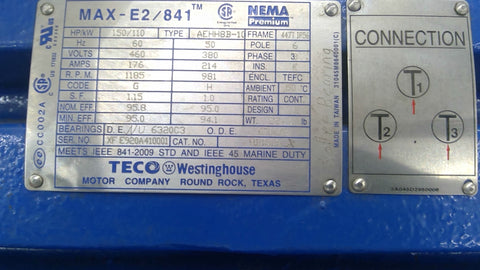 MAX-E2/841™ NEMA Premium
HP/kW 150/110 TYPE AEHH8B- FRAME
Hz 60 50 POLE 6
VOLTS 460 380 PHASE 3
AMPS 176 214 INS F
R.P.M. 1185 981 ENCL TEFC
CODE G H AMBIENT
S.F. 1.15 1.0 RATING CONT.
NOM.EFF 95.8 95.0 DESIGN
MIN.EFF 95.0 94.1 WT. lb
BEARINGS D.E. 6320C3 O.D.E.
SER. NO. CAT.NO.
MEETS IEEE 841-2009 STD AND IEEE 45 MARINE DUTY
TECO Westinghouse
MOTOR COMPANY ROUND ROCK, TEXAS
CC002A
MADE IN TAIWAN
CONNECTION
T1
T2 T3